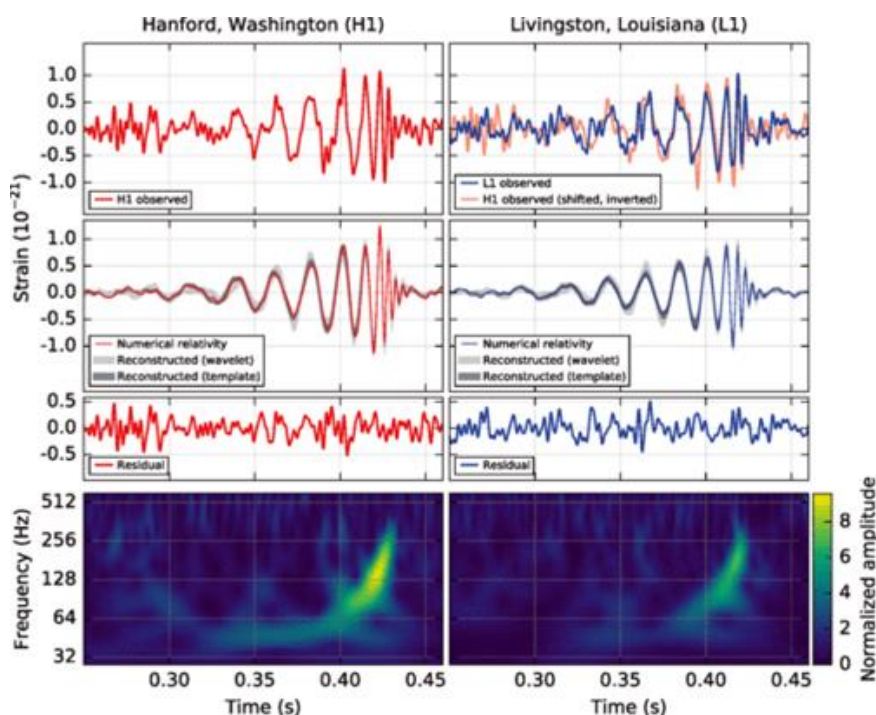 Hanford, Washington (H1)
Livingston, Louisiana (L1)
Strain (10⁻²¹)
1.0
0.5
0.0
-0.5
-1.0
H1 observed
L1 observed
H1 observed (shifted, inverted)
1.0
0.5
0.0
-0.5
-1.0
Numerical relativity
Reconstructed (wavelet)
Reconstructed (template)
Numerical relativity
Reconstructed (wavelet)
Reconstructed (template)
0.5
0.0
-0.5
Residual
Residual
Frequency (Hz)
512
256
128
64
32
Normalized amplitude
8
6
4
2
0
0.30
0.35
0.40
0.45
0.30
0.35
0.40
0.45
Time (s)
Time (s)